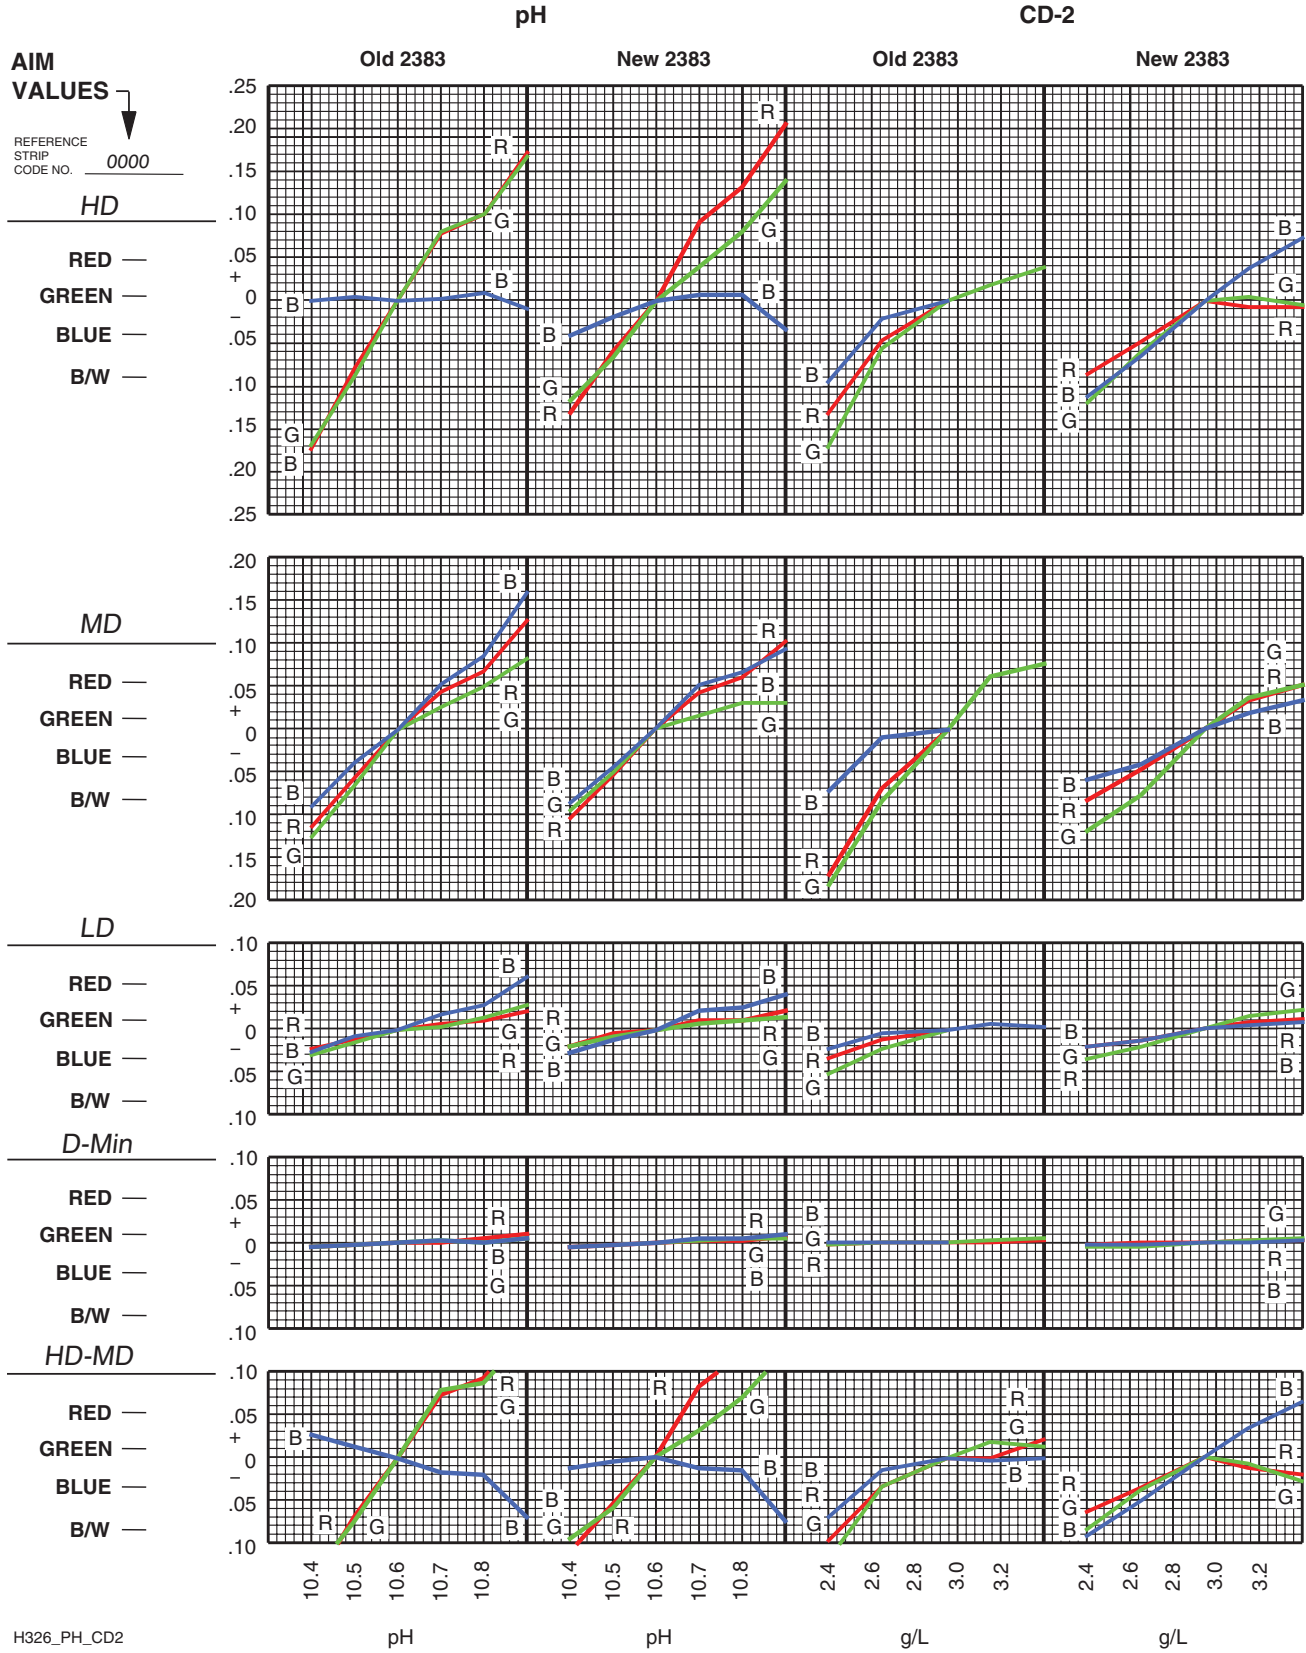 pH CD-2
Old 2383 New 2383 Old 2383 New 2383
AIM
VALUES
REFERENCE
STRIP
CODE NO. 0000
HD
RED —
GREEN —
BLUE —
B/W —
.25
.20
.15
.10
.05
+
0
−
.05
.10
.15
.20
.25
R
G
B
B
G
B
R
G
B
B
G
R
B
R
G
B
G
R
R
B
G
MD
RED —
GREEN —
BLUE —
B/W —
.20
.15
.10
.05
+
0
−
.05
.10
.15
.20
B
R
G
B
R
G
R
B
G
B
G
R
B
R
G
G
R
B
B
R
G
LD
RED —
GREEN —
BLUE —
B/W —
.10
.05
+
0
−
.05
.10
R
B
G
B
G
R
R
G
B
B
R
G
B
R
G
B
G
R
G
R
B
D-Min
RED —
GREEN —
BLUE —
B/W —
.10
.05
+
0
−
.05
.10
R
B
G
R
G
B
B
G
R
G
R
B
HD-MD
RED —
GREEN —
BLUE —
B/W —
.10
.05
+
0
−
.05
.10
B
R
G
R
G
B
R
B
G
R
G
B
B
R
G
R
G
B
R
G
B
B
R
G
10.4 10.5 10.6 10.7 10.8 10.4 10.5 10.6 10.7 10.8 2.4 2.6 2.8 3.0 3.2 2.4 2.6 2.8 3.0 3.2
H326_PH_CD2 pH pH g/L g/L